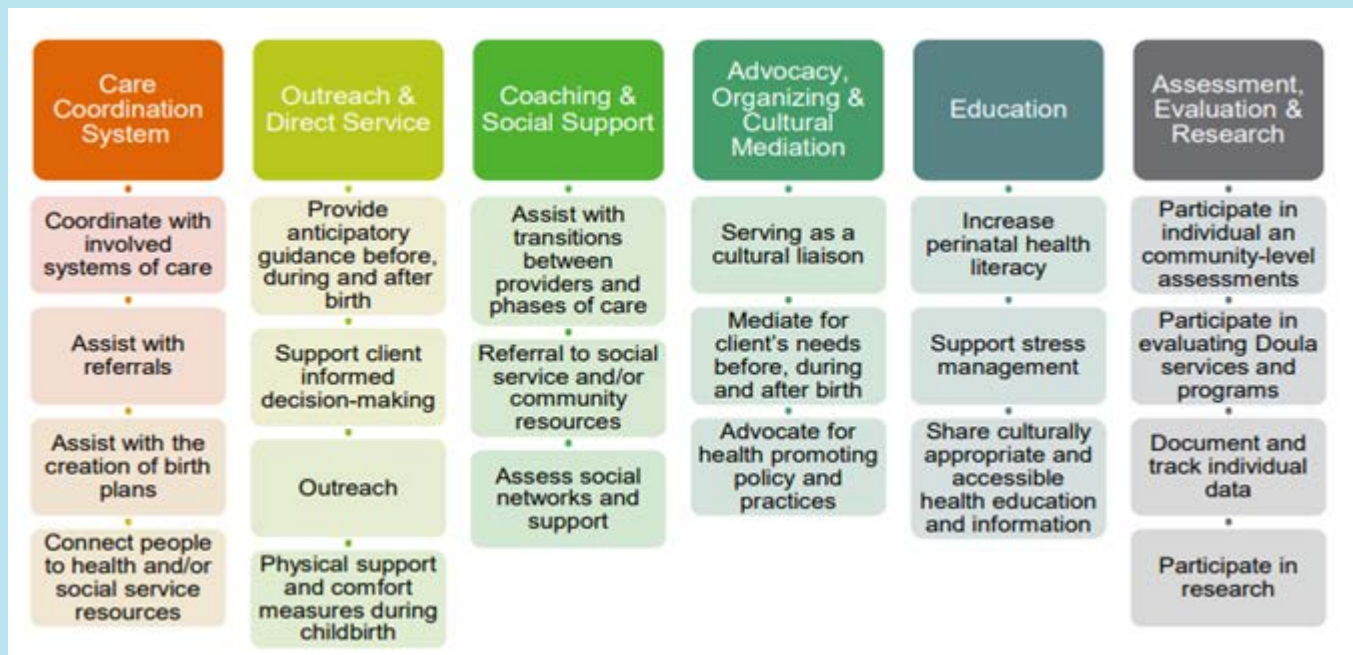 Care
Coordination
System
Coordinate with
involved
systems of care
Assist with
referrals
Assist with the
creation of birth
plans
Connect people
to health and/or
social service
resources
Outreach &
Direct Service
Provide
anticipatory
guidance before,
during and after
birth
Support client
informed
decision-making
Outreach
Physical support
and comfort
measures during
childbirth
Coaching &
Social Support
Assist with
transitions
between
providers and
phases of care
Referral to social
service and/or
community
resources
Assess social
networks and
support
Advocacy,
Organizing &
Cultural
Mediation
Serving as a
cultural liaison
Mediate for
client's needs
before, during
and after birth
Advocate for
health promoting
policy and
practices
Education
Increase
perinatal health
literacy
Support stress
management
Share culturally
appropriate and
accessible
health education
and information
Assessment,
Evaluation &
Research
Participate in
individual an
community-level
assessments
Participate in
evaluating Doula
services and
programs
Document and
track individual
data
Participate in
research